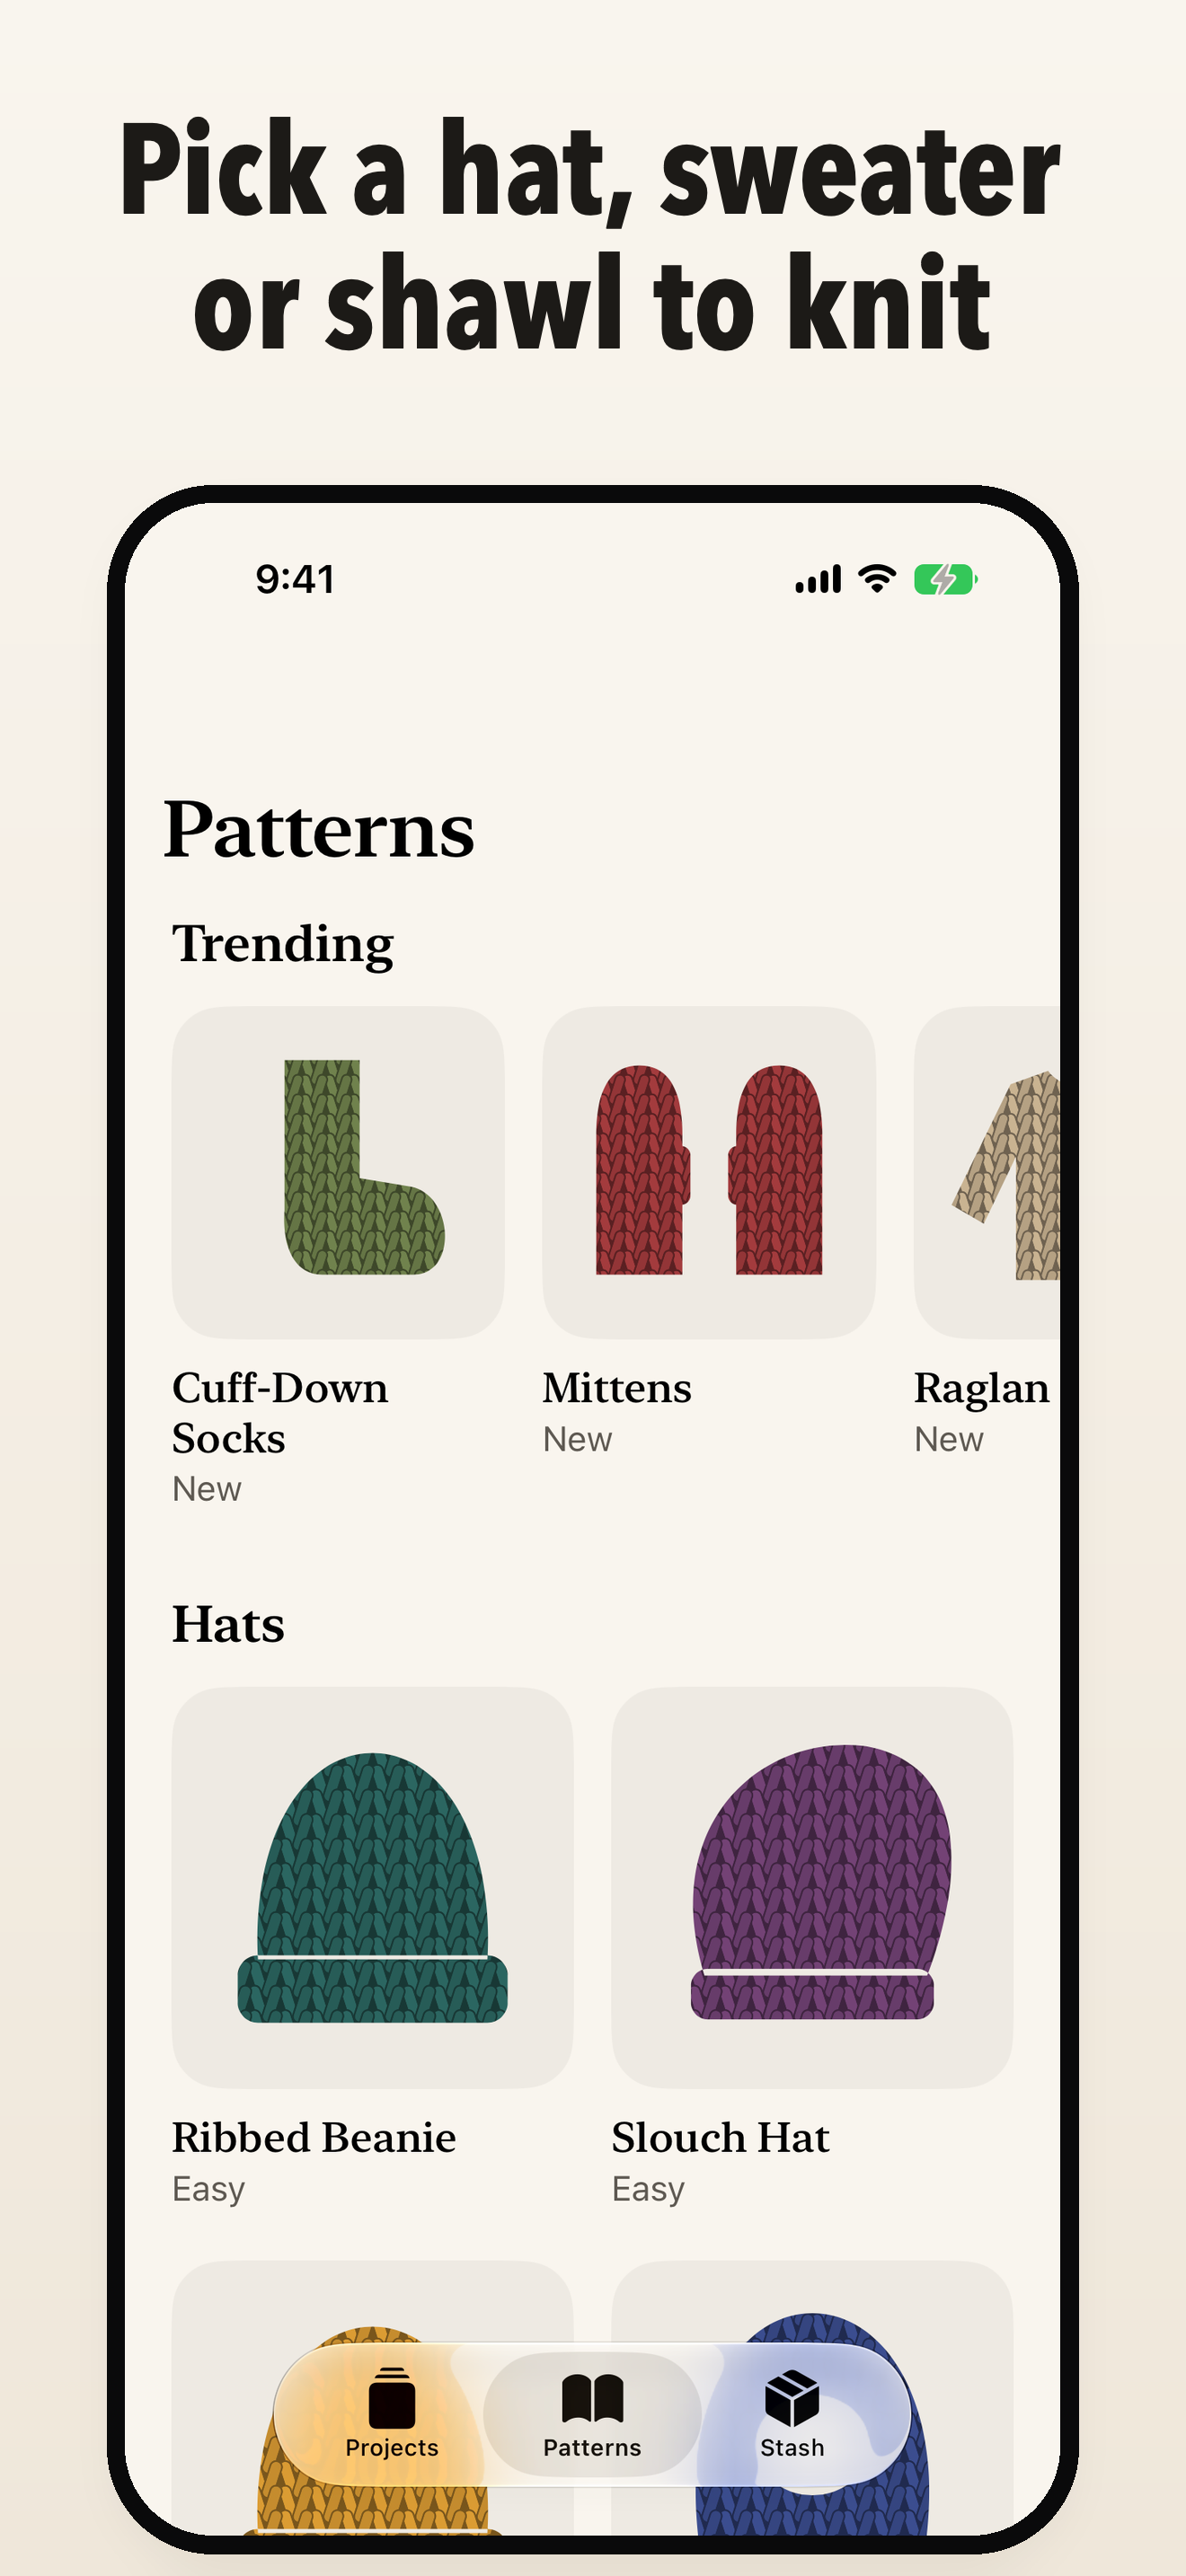 Pick a hat, sweater
or shawl to knit
9:41
Patterns
Trending
Cuff-Down
Socks
New
Mittens
New
Raglan
New
Hats
Ribbed Beanie
Easy
Slouch Hat
Easy
Projects
Patterns
Stash